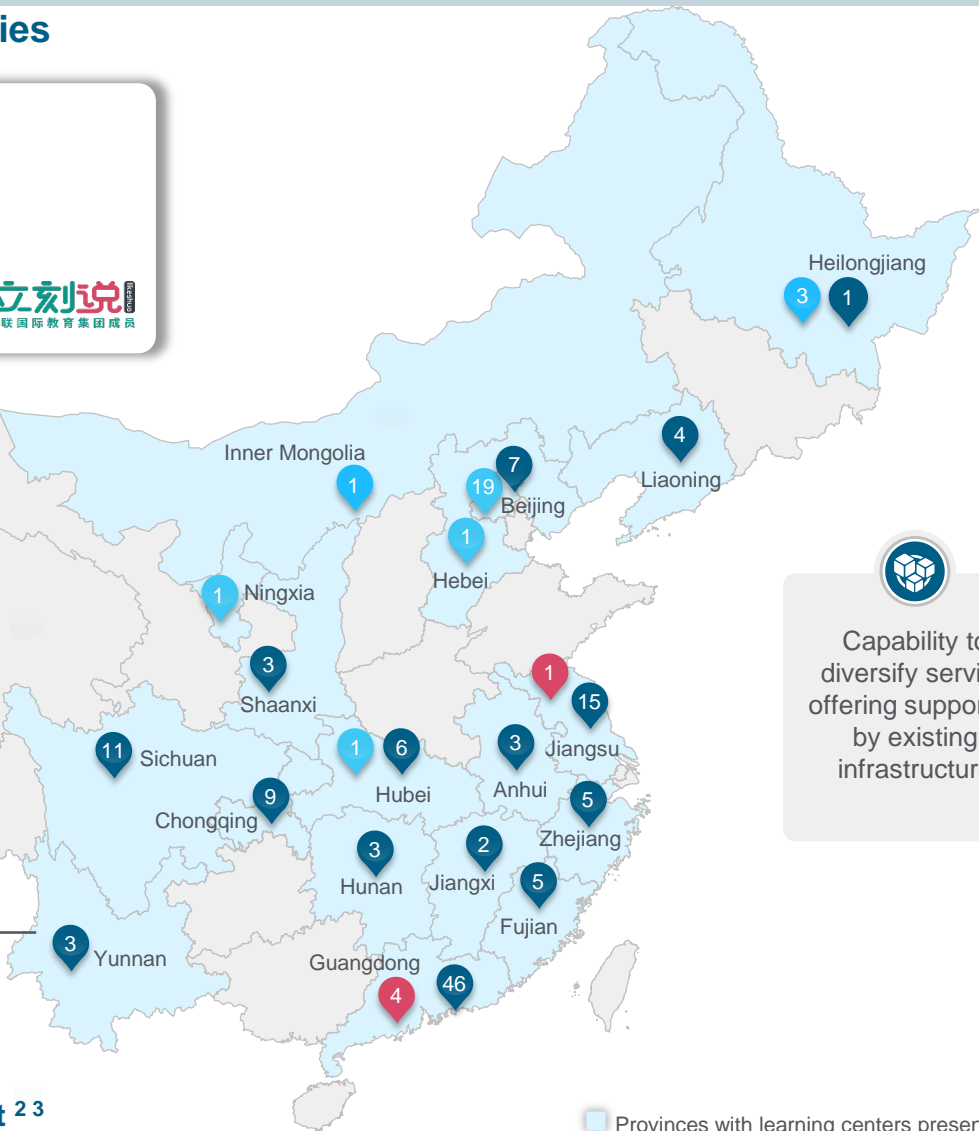 ies
立刻说
likeshuo
联国际教育集团成员
Heilongjiang
3
1
4
Liaoning
Inner Mongolia
1
7
19
Beijing
1
Hebei
1
Ningxia
3
Shaanxi
1
15
Jiangsu
11
Sichuan
1
6
Hubei
3
Anhui
9
Chongqing
5
Zhejiang
3
Hunan
2
Jiangxi
5
Fujian
3
Yunnan
Guangdong
4
46
Capability to
diversify servi
offering suppor
by existing
infrastructur
t 2 3
Provinces with learning centers presen